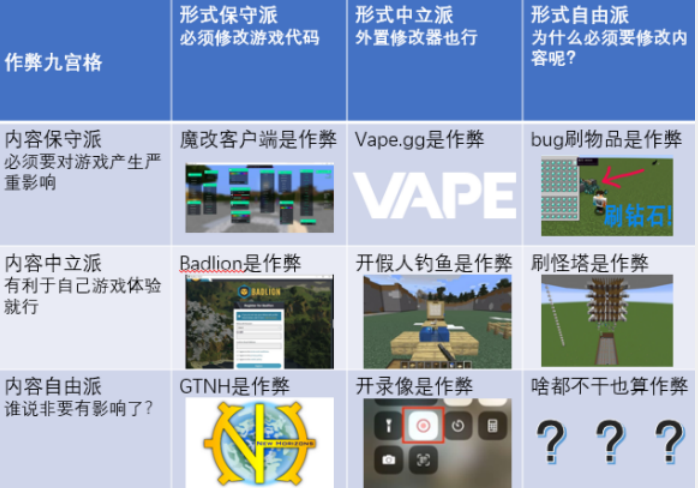 作弊九宫格
形式保守派
必须修改游戏代码
形式中立派
外置修改器也行
形式自由派
为什么必须要修改内
容呢？
内容保守派
必须要对游戏产生严
重影响
魔改客户端是作弊
Vape.gg是作弊
VAPE
bug刷物品是作弊
刷钻石!
内容中立派
有利于自己游戏体验
就行
Badlion是作弊
BADLION
开假人钓鱼是作弊
刷怪塔是作弊
内容自由派
谁说非要有影响了?
GTNH是作弊
NEW HORIZONS
开录像是作弊
啥都不干也算作弊
? ? ?